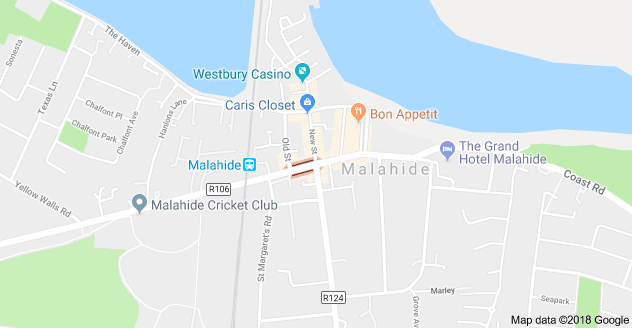 The Haven
Sonesta
Texas Ln
Chalfont Pl
Chalfont Park
Chalfont Ave
Hanlons Lane
Westbury Casino
Caris Closet
Bon Appetit
Old St
New St
Malahide
The Grand
Hotel Malahide
Malahide
R106
Coast Rd
Yellow Walls Rd
Malahide Cricket Club
St Margaret's Rd
R124
Marley
Grove Av
Seapark
Map data ©2018 Google